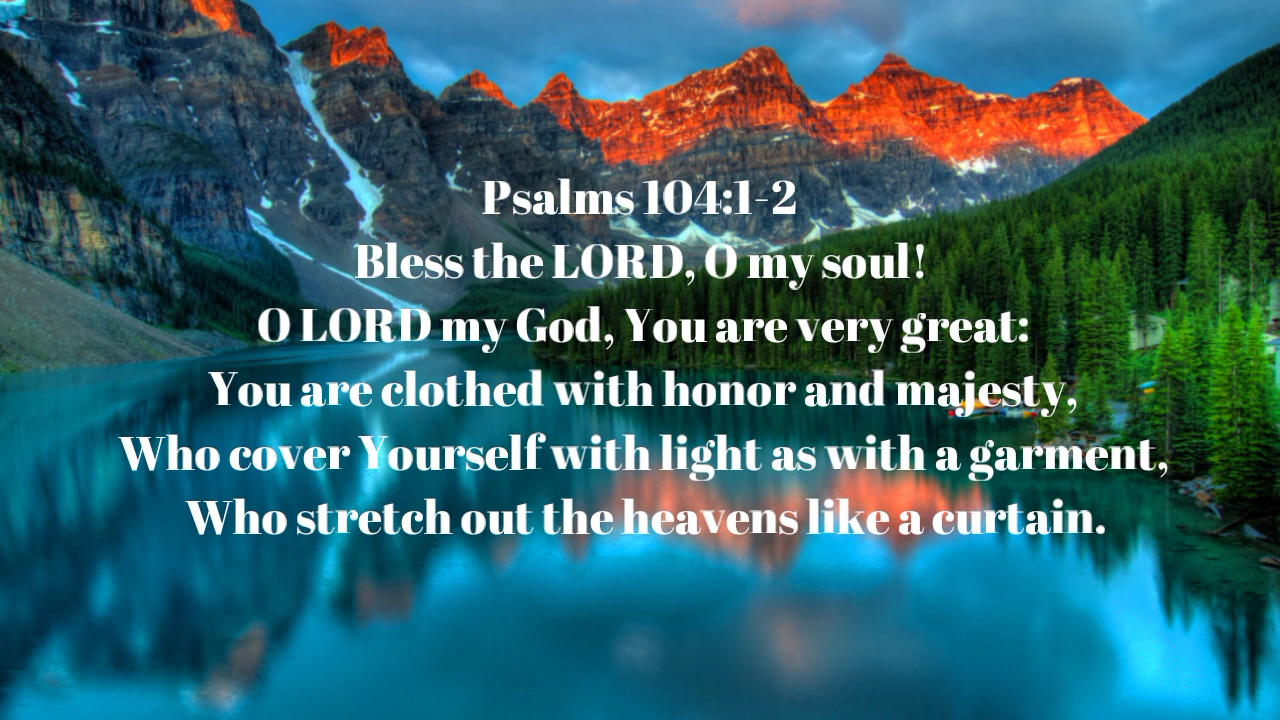 Psalms 104:1-2
Bless the LORD, O my soul!
O LORD my God, You are very great:
You are clothed with honor and majesty,
Who cover Yourself with light as with a garment,
Who stretch out the heavens like a curtain.